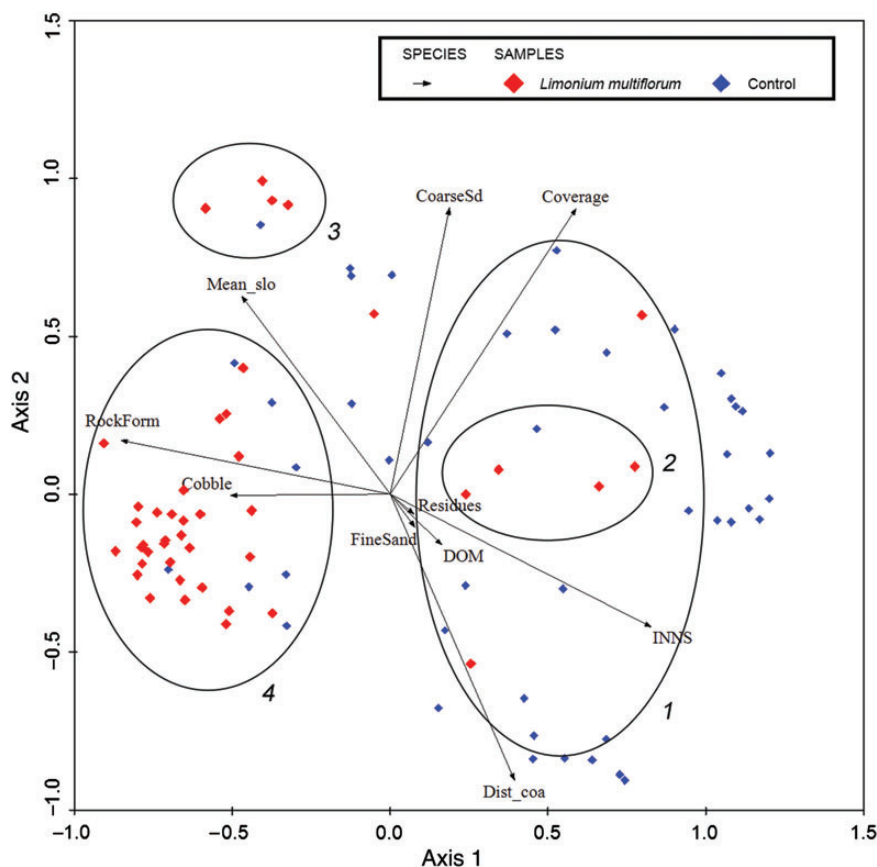 1.5
SPECIES SAMPLES
Limonium multiflorum Control
1.0
3
CoarseSd Coverage
Mean_slo
0.5
Axis 2
RockForm
2
Cobble
0.0
Residues
FineSand
DOM
INNS
−0.5
4
1
Dist_coa
−1.0
−1.0 −0.5 0.0 0.5 1.0 1.5
Axis 1